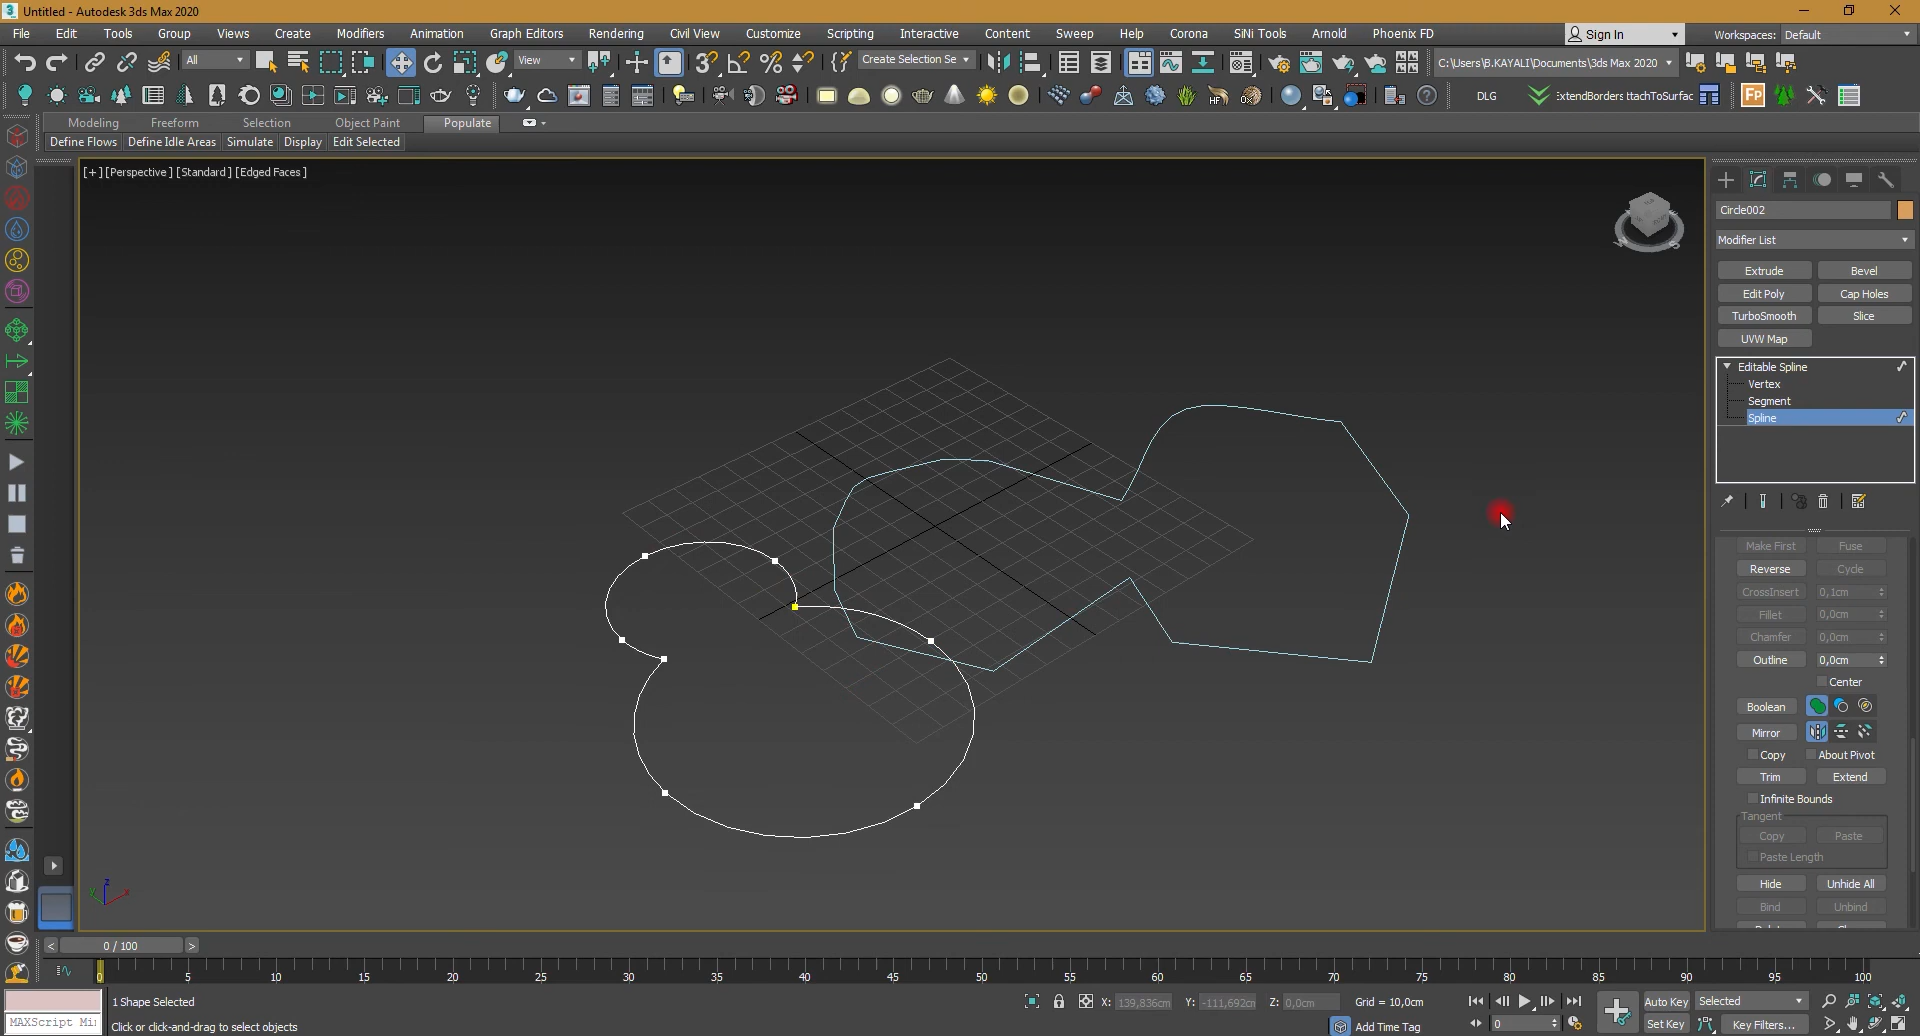 Untitled - Autodesk 3ds Max 2020
File Edit Tools Group Views Create Modifiers Animation Graph Editors Rendering Civil View Customize Scripting Interactive Content Sweep Help Corona SiNi Tools Arnold Phoenix FD Sign In Workspaces: Default
All View Create Selection Se C:\Users\B.KAYALI\Documents\3ds Max 2020
DLG :xtendBorders ttachToSurfac Fp
Modeling Freeform Selection Object Paint Populate
Define Flows Define Idle Areas Simulate Display Edit Selected
[+] [Perspective ] [Standard ] [Edged Faces ]
Circle002
Modifier List
Extrude Bevel
Edit Poly Cap Holes
TurboSmooth Slice
UVW Map
Editable Spline
Vertex
Segment
Spline
Make First Fuse
Reverse Cycle
CrossInsert 0,1cm
Fillet 0,0cm
Chamfer 0,0cm
Outline 0,0cm
Center
Boolean
Mirror
Copy About Pivot
Trim Extend
Infinite Bounds
Tangent
Copy Paste
Paste Length
Hide Unhide All
Bind Unbind
z
x
y
< 0 / 100 >
0 5 10 15 20 25 30 35 40 45 50 55 60 65 70 75 80 85 90 95 100
1 Shape Selected X: 139,836cm Y: -111,692cm Z: 0,0cm Grid = 10,0cm Auto Key Selected
MAXScript Mi Click or click-and-drag to select objects Add Time Tag 0 Set Key Key Filters...